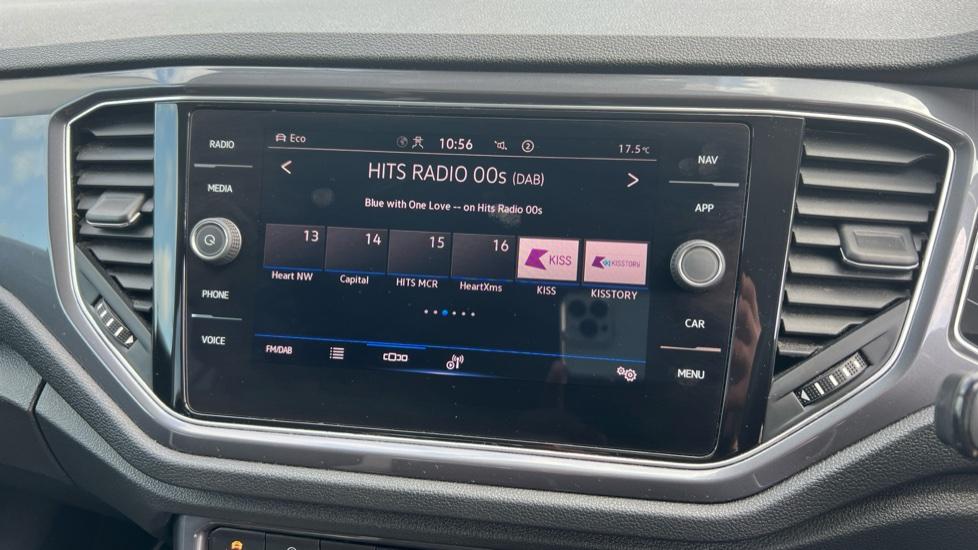 RADIO
MEDIA
PHONE
VOICE
Eco 10:56 2 17.5°C
HITS RADIO 00s (DAB)
Blue with One Love -- on Hits Radio 00s
13 14 15 16 KISS KISSTORY
Heart NW Capital HITS MCR HeartXms KISS KISSTORY
FM/DAB
NAV
APP
CAR
MENU